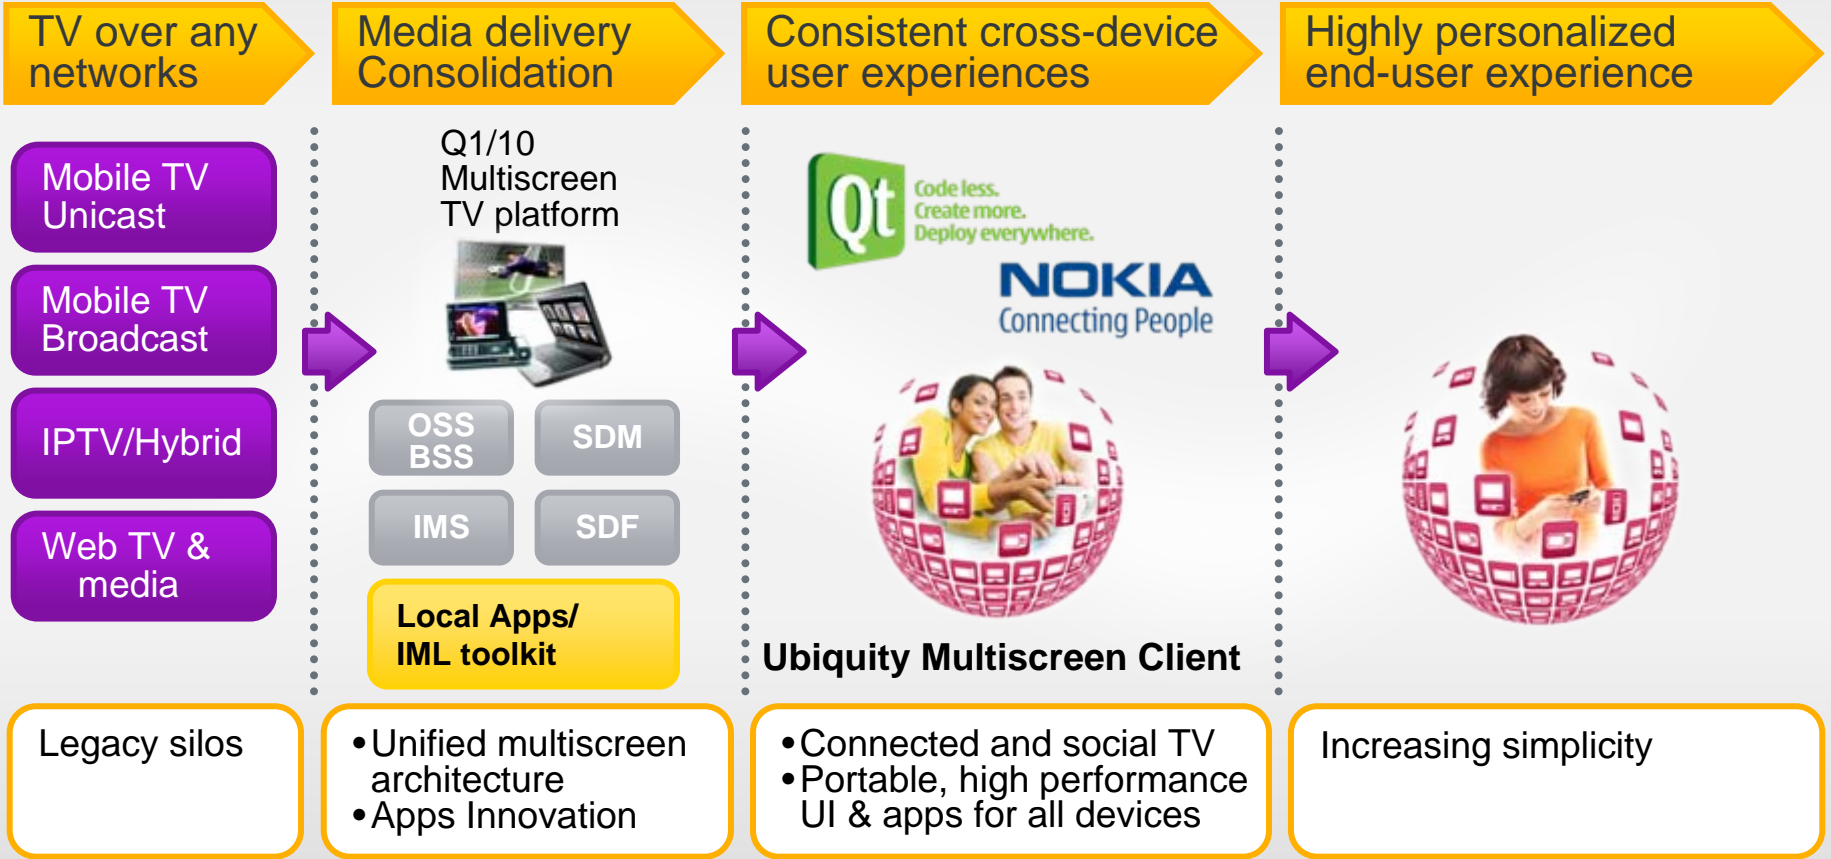 TV over any
networks
Media delivery
Consolidation
Consistent cross-device
user experiences
Highly personalized
end-user experience
Mobile TV
Unicast
Mobile TV
Broadcast
IPTV/Hybrid
Web TV &
media
Q1/10
Multiscreen
TV platform
OSS
BSS
SDM
IMS
SDF
Local Apps/
IML toolkit
Qt
Code less.
Create more.
Deploy everywhere.
NOKIA
Connecting People
Ubiquity Multiscreen Client
Legacy silos
•Unified multiscreen
architecture
•Apps Innovation
•Connected and social TV
•Portable, high performance
UI & apps for all devices
Increasing simplicity